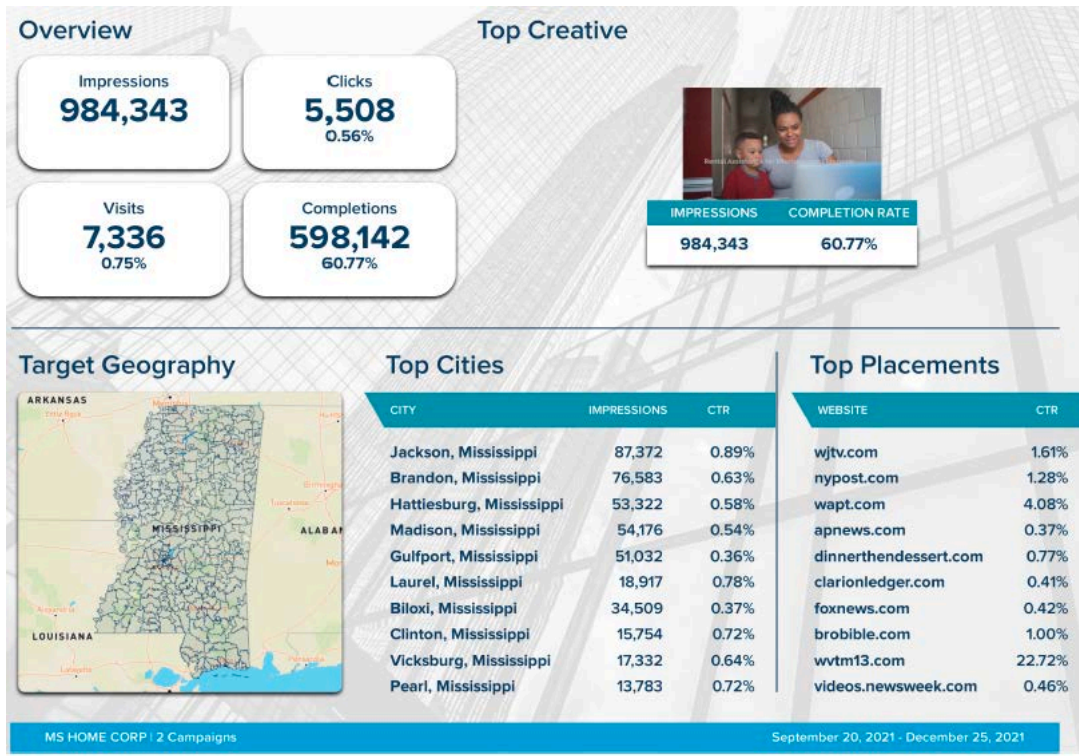 Overview
Impressions
984,343
Clicks
5,508
0.56%
Visits
7,336
0.75%
Completions
598,142
60.77%
Top Creative
Rental Assistance for
IMPRESSIONS COMPLETION RATE
984,343 60.77%
Target Geography
ARKANSAS
MISSISSIPPI
ALABA
LOUISIANA
Top Cities
CITY IMPRESSIONS CTR
Jackson, Mississippi 87,372 0.89%
Brandon, Mississippi 76,583 0.63%
Hattiesburg, Mississippi 53,322 0.58%
Madison, Mississippi 54,176 0.54%
Gulfport, Mississippi 51,032 0.36%
Laurel, Mississippi 18,917 0.78%
Biloxi, Mississippi 34,509 0.37%
Clinton, Mississippi 15,754 0.72%
Vicksburg, Mississippi 17,332 0.64%
Pearl, Mississippi 13,783 0.72%
Top Placements
WEBSITE CTR
wjtv.com 1.61%
nypost.com 1.28%
wapt.com 4.08%
apnews.com 0.37%
dinnerthendessert.com 0.77%
clarionledger.com 0.41%
foxnews.com 0.42%
brobible.com 1.00%
wvtm13.com 22.72%
videos.newsweek.com 0.46%
MS HOME CORP | 2 Campaigns
September 20, 2021 - December 25, 2021